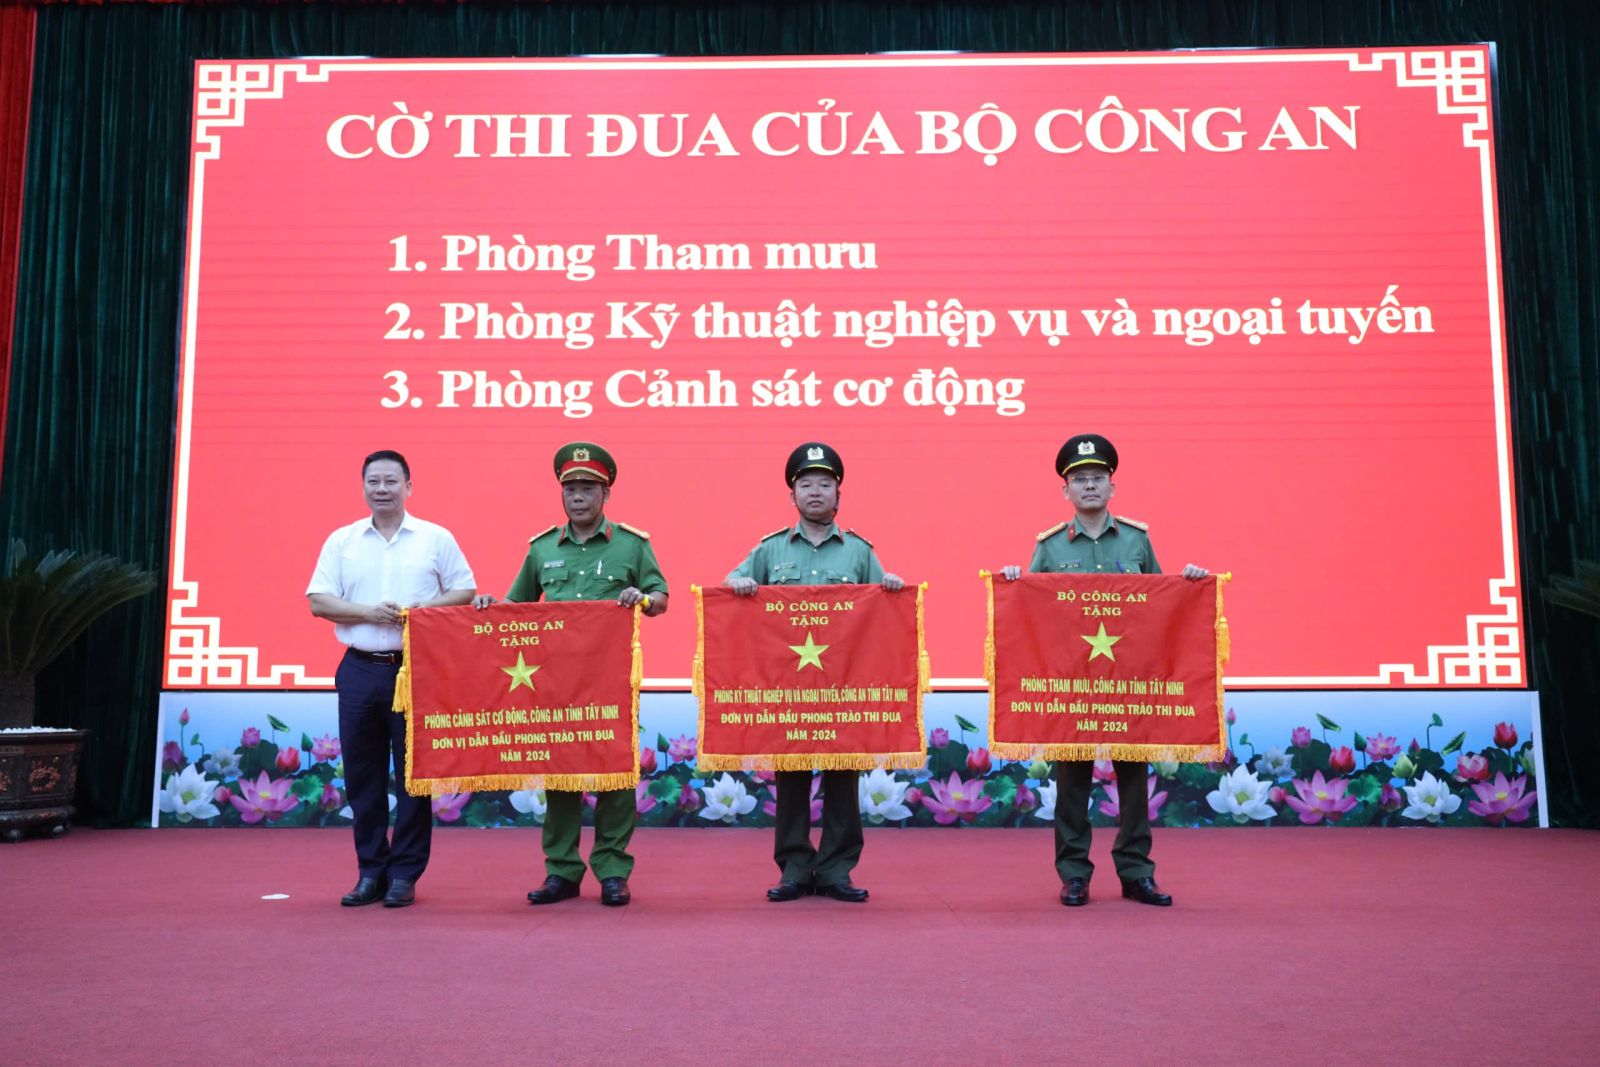 CỜ THI ĐUA CỦA BỘ CÔNG AN
1. Phòng Tham mưu
2. Phòng Kỹ thuật nghiệp vụ và ngoại tuyến
3. Phòng Cảnh sát cơ động
BỘ CÔNG AN
TẶNG
PHÒNG CẢNH SÁT CƠ ĐỘNG, CÔNG AN TỈNH TÂY NINH
ĐƠN VỊ DẪN ĐẦU PHONG TRÀO THI ĐUA
NĂM 2024
BỘ CÔNG AN
TẶNG
PHÒNG KỸ THUẬT NGHIỆP VỤ VÀ NGOẠI TUYẾN, CÔNG AN TỈNH TÂY NINH
ĐƠN VỊ DẪN ĐẦU PHONG TRÀO THI ĐUA
NĂM 2024
BỘ CÔNG AN
TẶNG
PHÒNG THAM MƯU, CÔNG AN TỈNH TÂY NINH
ĐƠN VỊ DẪN ĐẦU PHONG TRÀO THI ĐUA
NĂM 2024